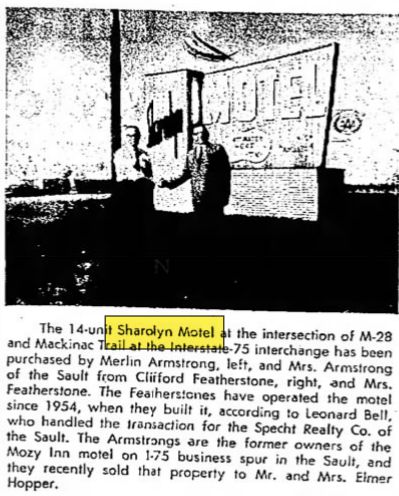 MOTEL
The 14-unit Sharolyn Motel at the intersection of M-28
and Mackinac Trail at the Interstate-75 interchange has been
purchased by Merlin Armstrong, left, and Mrs. Armstrong
of the Sault from Clifford Featherstone, right, and Mrs.
Featherstone. The Featherstones have operated the motel
since 1954, when they built it, according to Leonard Bell,
who handled the transaction for the Specht Realty Co. of
the Sault. The Armstrongs are the former owners of the
Mozy Inn motel on I-75 business spur in the Sault, and
they recently sold that property to Mr. and Mrs. Elmer
Hopper.